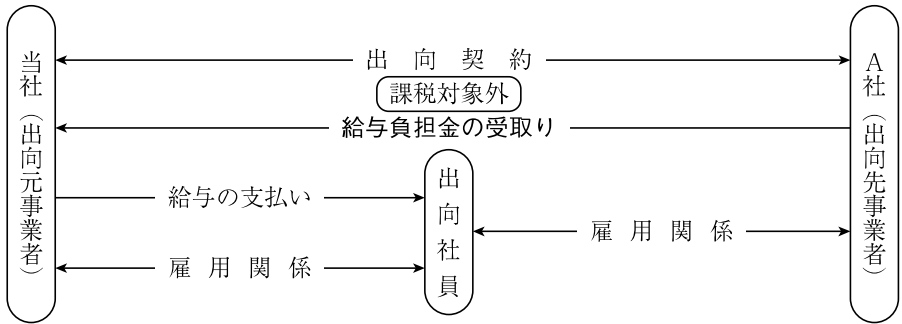 当社（出向元事業者）
出向契約
課税対象外
給与負担金の受取り
給与の支払い
雇用関係
出向社員
雇用関係
Ａ社（出向先事業者）